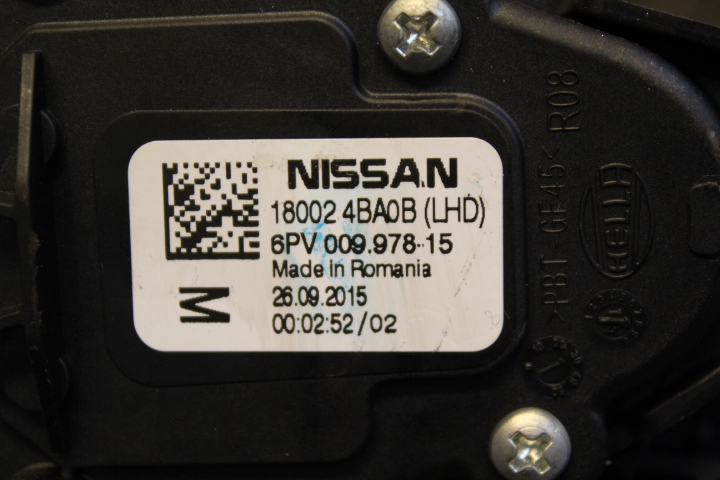 NISSAN
18002 4BA0B (LHD)
6PV 009.978-15
Made in Romania
26.09.2015
00:02:52/02
M
>PBT-GF45< R08
HELLA